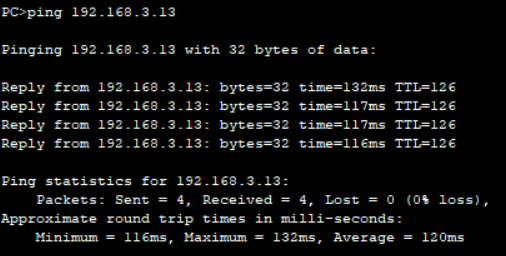 PC>ping 192.168.3.13
Pinging 192.168.3.13 with 32 bytes of data:
Reply from 192.168.3.13: bytes=32 time=132ms TTL=126
Reply from 192.168.3.13: bytes=32 time=117ms TTL=126
Reply from 192.168.3.13: bytes=32 time=117ms TTL=126
Reply from 192.168.3.13: bytes=32 time=116ms TTL=126
Ping statistics for 192.168.3.13:
Packets: Sent = 4, Received = 4, Lost = 0 (0% loss),
Approximate round trip times in milli-seconds:
Minimum = 116ms, Maximum = 132ms, Average = 120ms